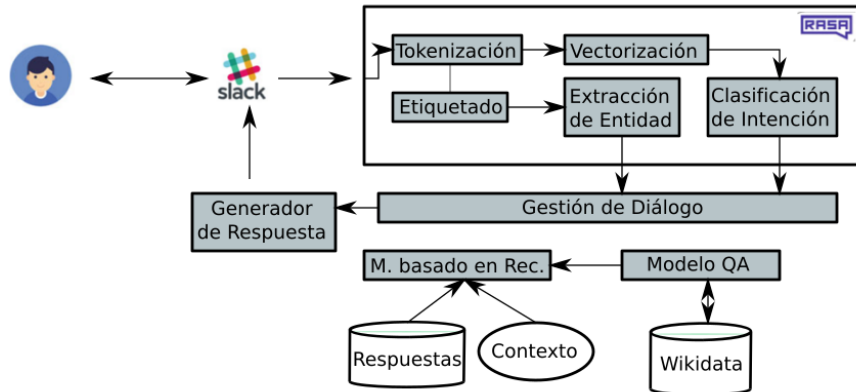 RASA
Tokenización
Vectorización
slack
Etiquetado
Extracción
de Entidad
Clasificación
de Intención
Generador
de Respuesta
Gestión de Diálogo
M. basado en Rec.
Modelo QA
Respuestas
Contexto
Wikidata